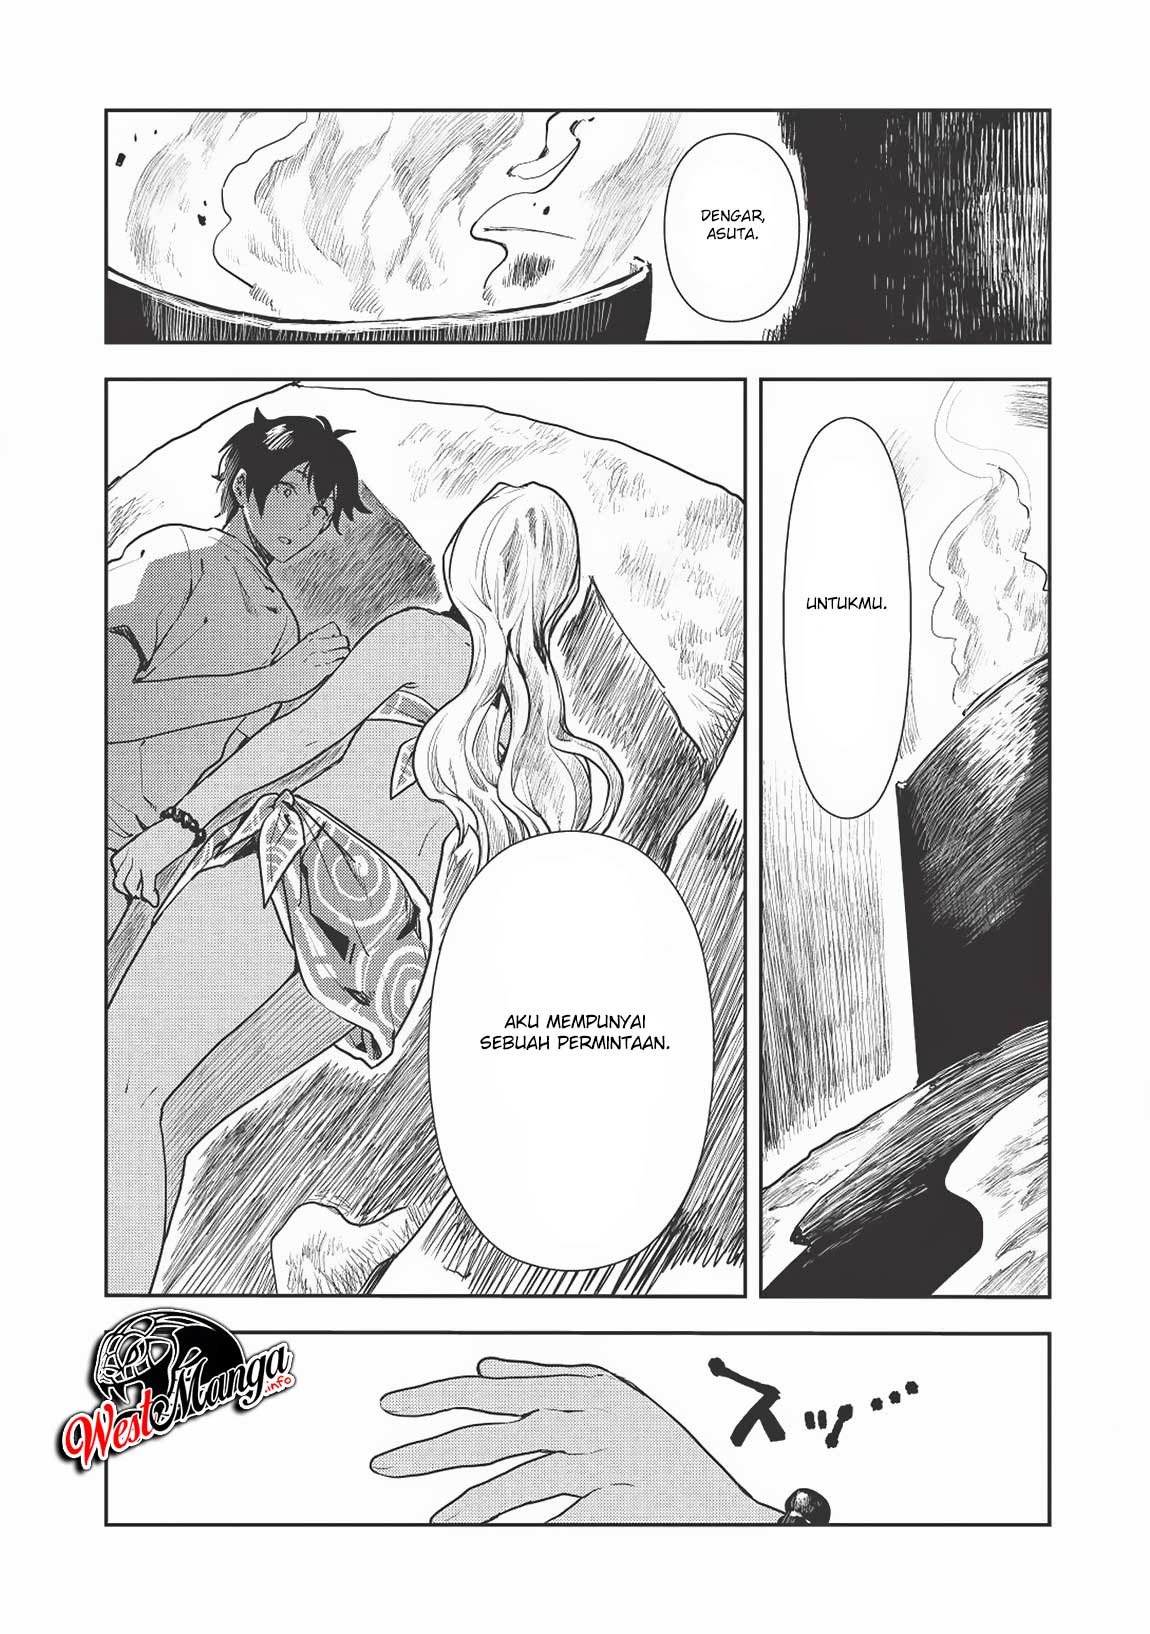 DENGAR,
ASUTA.
UNTUKMU.
AKU MEMPUNYAI
SEBUAH PERMINTAAN.
スッ…
WestManga
.info